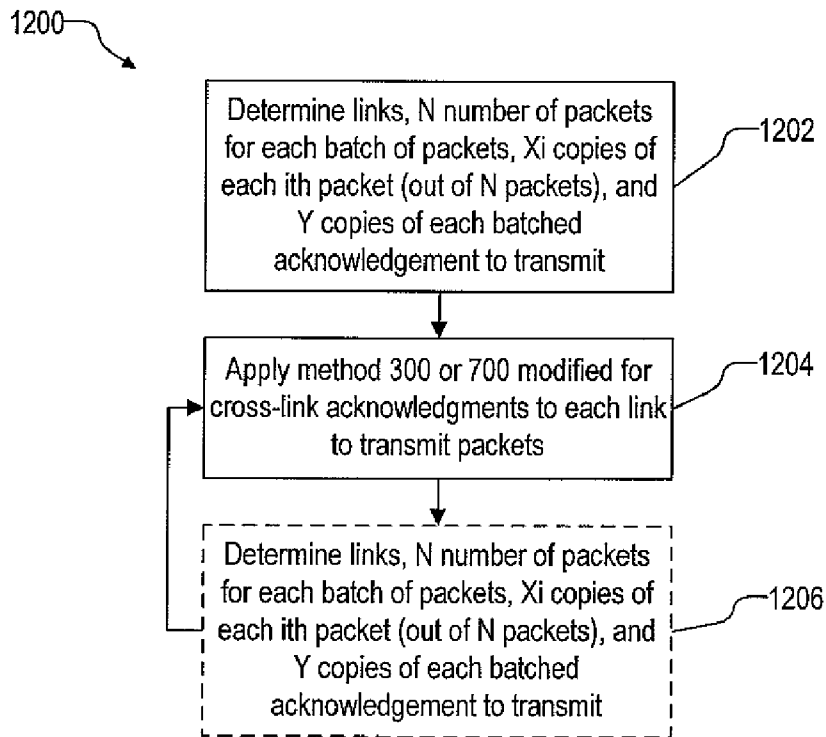 1200
Determine links, N number of packets
for each batch of packets, Xi copies of
each ith packet (out of N packets), and
Y copies of each batched
acknowledgement to transmit
1202
Apply method 300 or 700 modified for
cross-link acknowledgments to each link
to transmit packets
1204
Determine links, N number of packets
for each batch of packets, Xi copies of
each ith packet (out of N packets), and
Y copies of each batched
acknowledgement to transmit
1206